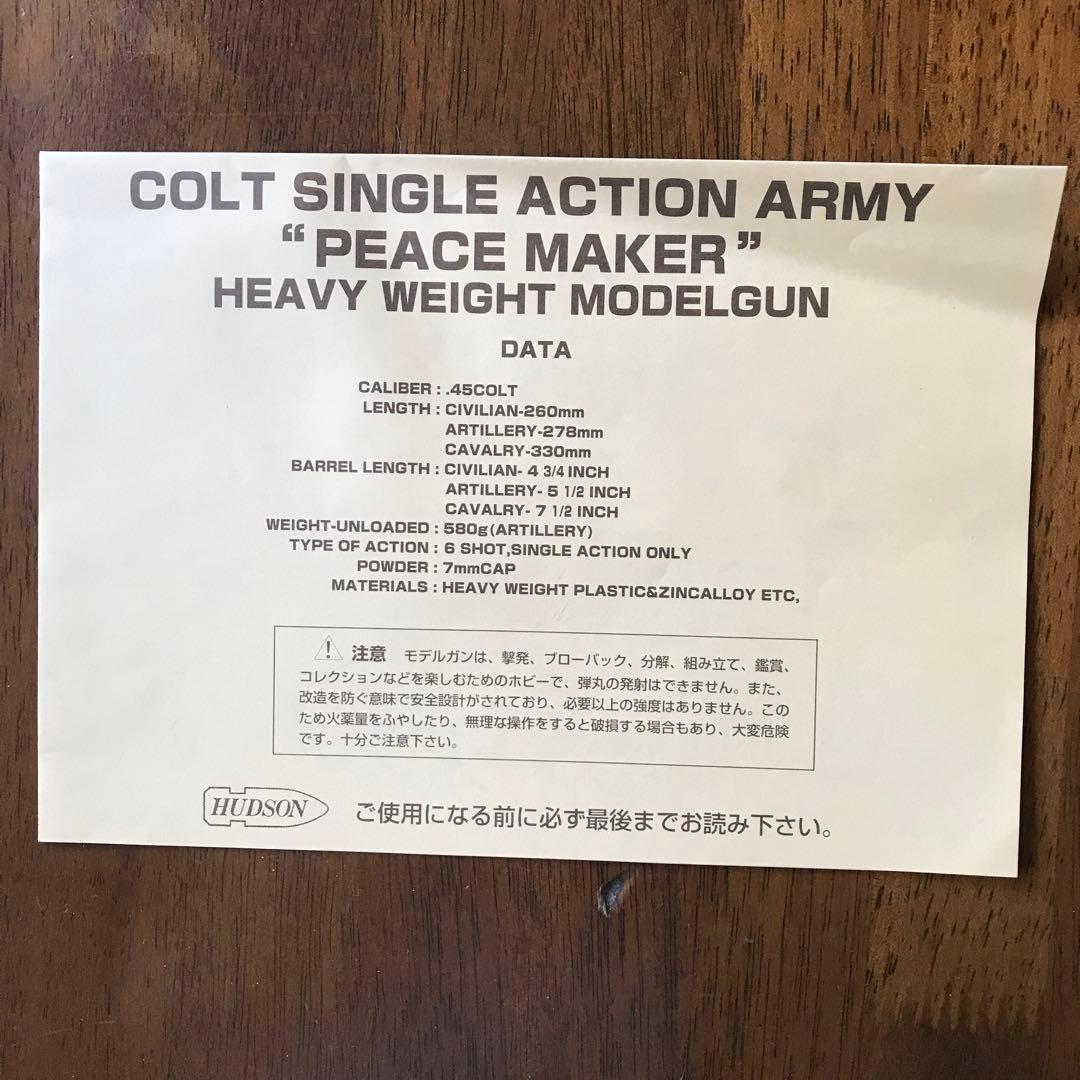 COLT SINGLE ACTION ARMY
“PEACE MAKER”
HEAVY WEIGHT MODELGUN
DATA
CALIBER : .45COLT
LENGTH : CIVILIAN-260mm
ARTILLERY-278mm
CAVALRY-330mm
BARREL LENGTH : CIVILIAN- 4 3/4 INCH
ARTILLERY- 5 1/2 INCH
CAVALRY- 7 1/2 INCH
WEIGHT-UNLOADED : 580g(ARTILLERY)
TYPE OF ACTION : 6 SHOT,SINGLE ACTION ONLY
POWDER : 7mmCAP
MATERIALS : HEAVY WEIGHT PLASTIC&ZINCALLOY ETC,
⚠ 注意 モデルガンは、撃発、ブローバック、分解、組み立て、鑑賞、
コレクションなどを楽しむためのホビーで、弾丸の発射はできません。また、
改造を防ぐ意味で安全設計がされており、必要以上の強度はありません。この
ため火薬量をふやしたり、無理な操作をすると破損する場合もあり、大変危険
です。十分ご注意下さい。
HUDSON ご使用になる前に必ず最後までお読み下さい。